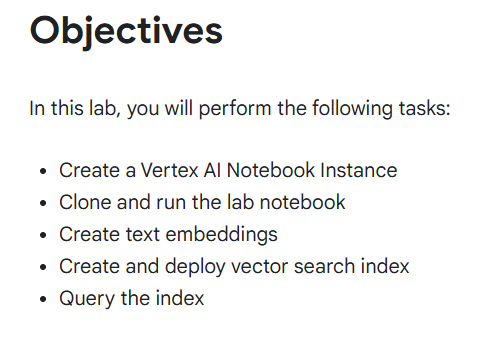 Objectives
In this lab, you will perform the following tasks:
• Create a Vertex AI Notebook Instance
• Clone and run the lab notebook
• Create text embeddings
• Create and deploy vector search index
• Query the index